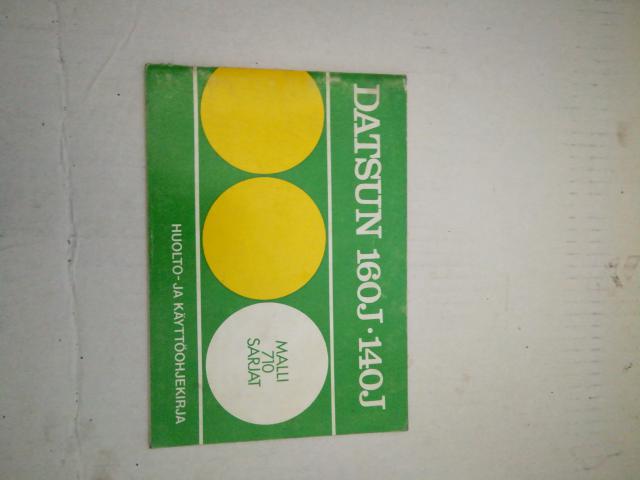 DATSUN 160J·140J
MALLI
710
SARJAT
HUOLTO- JA KÄYTTÖOHJEKIRJA